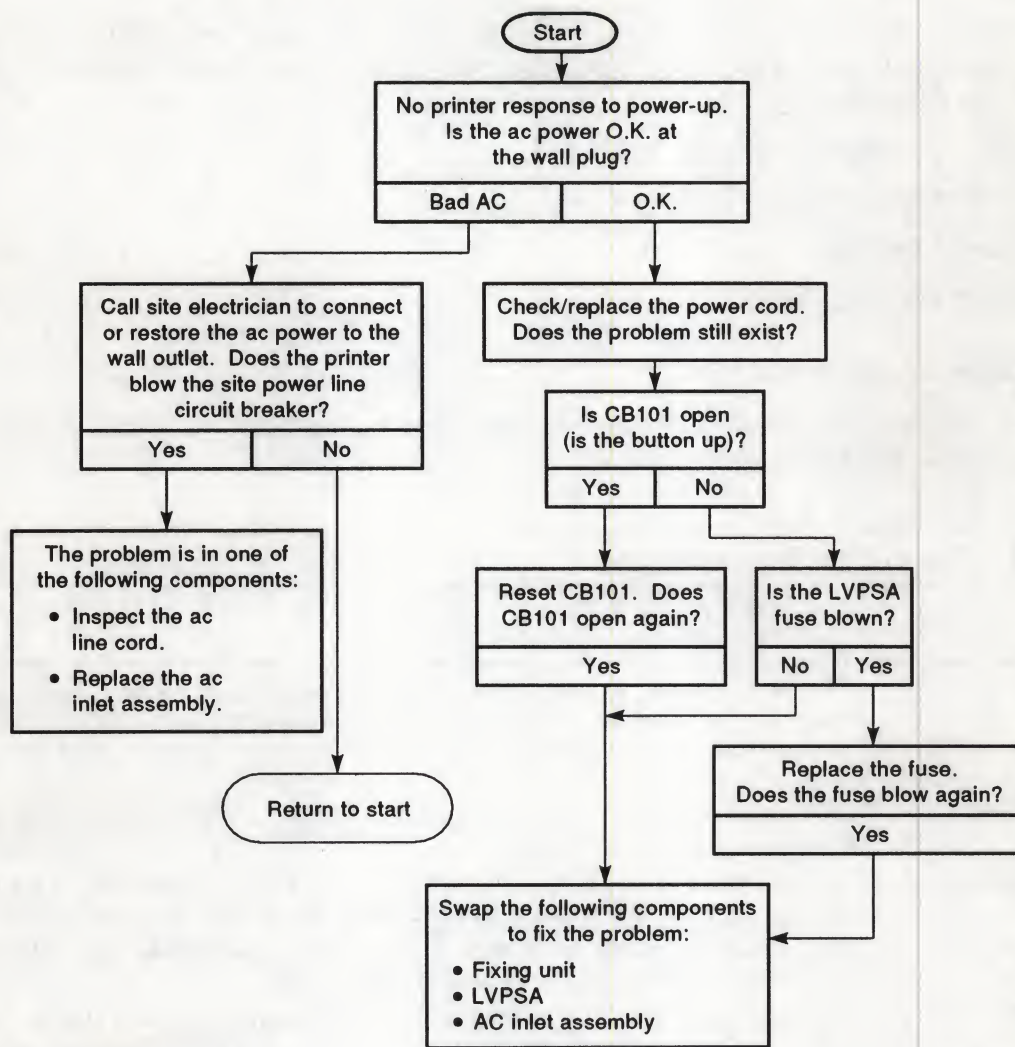 Start
No printer response to power-up.
Is the ac power O.K. at
the wall plug?
Bad AC
O.K.
Call site electrician to connect
or restore the ac power to the
wall outlet. Does the printer
blow the site power line
circuit breaker?
Yes
No
Check/replace the power cord.
Does the problem still exist?
Is CB101 open
(is the button up)?
Yes
No
The problem is in one of
the following components:
• Inspect the ac
line cord.
• Replace the ac
inlet assembly.
Reset CB101. Does
CB101 open again?
Yes
Is the LVPSA
fuse blown?
No
Yes
Return to start
Replace the fuse.
Does the fuse blow again?
Yes
Swap the following components
to fix the problem:
• Fixing unit
• LVPSA
• AC inlet assembly